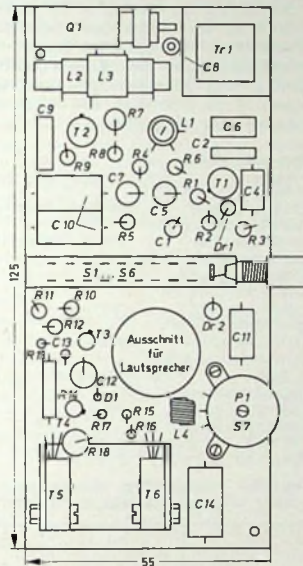 Q1
Tr1
C8
L2 L3
C9
R7
T2
L1
C6
R8
R9
R4
R6
C2
C7
C5
R1
T1
C4
C10
R5
C1
R2
Dr1
R3
125
S1 - S6
R11
R10
R12
T3
C13
Ausschnitt
für
Lautsprecher
Dr2
C11
C12
D1
T4
R17
R15
R16
L4
P1
S7
R18
T5
T6
C14
55